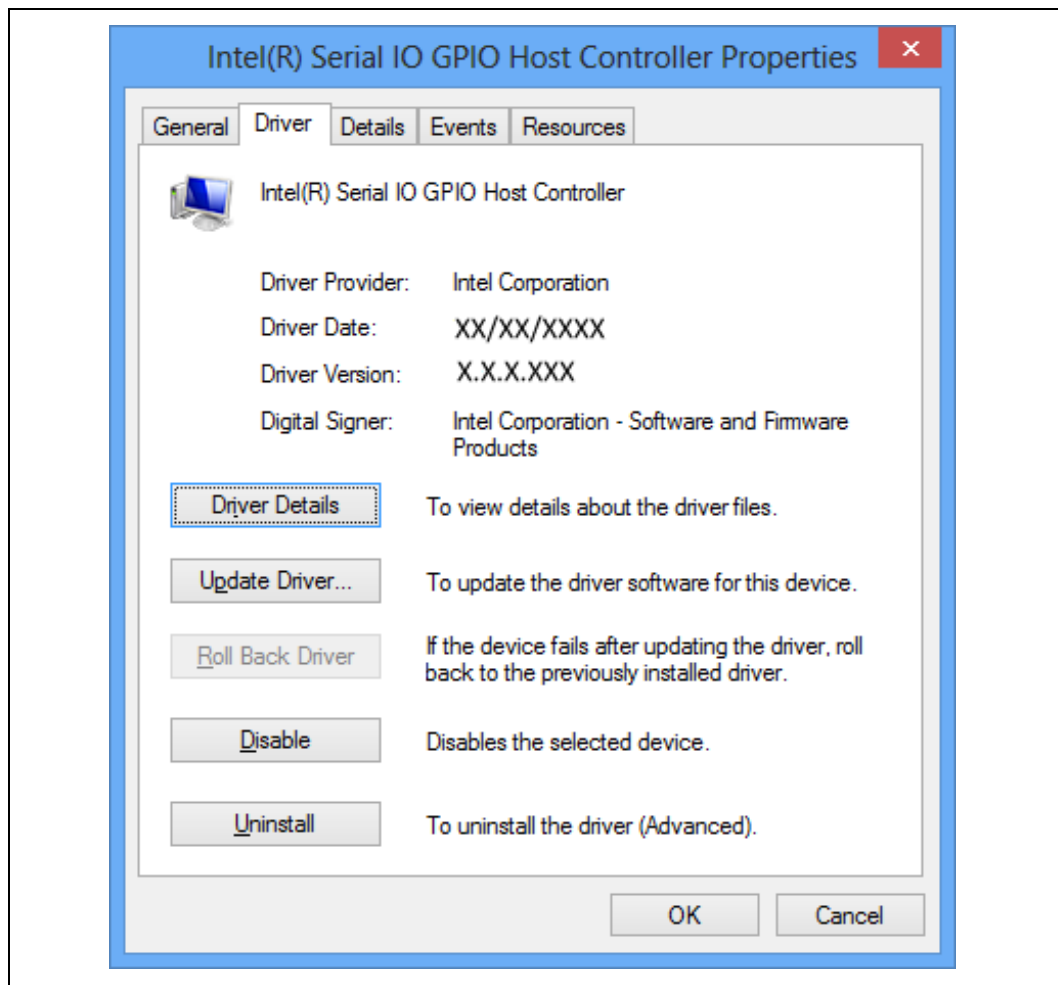 Intel(R) Serial IO GPIO Host Controller Properties
General Driver Details Events Resources
Intel(R) Serial IO GPIO Host Controller
Driver Provider: Intel Corporation
Driver Date: XX/XX/XXXX
Driver Version: X.X.X.XXX
Digital Signer: Intel Corporation - Software and Firmware
Products
Driver Details To view details about the driver files.
Update Driver... To update the driver software for this device.
Roll Back Driver If the device fails after updating the driver, roll
back to the previously installed driver.
Disable Disables the selected device.
Uninstall To uninstall the driver (Advanced).
OK Cancel